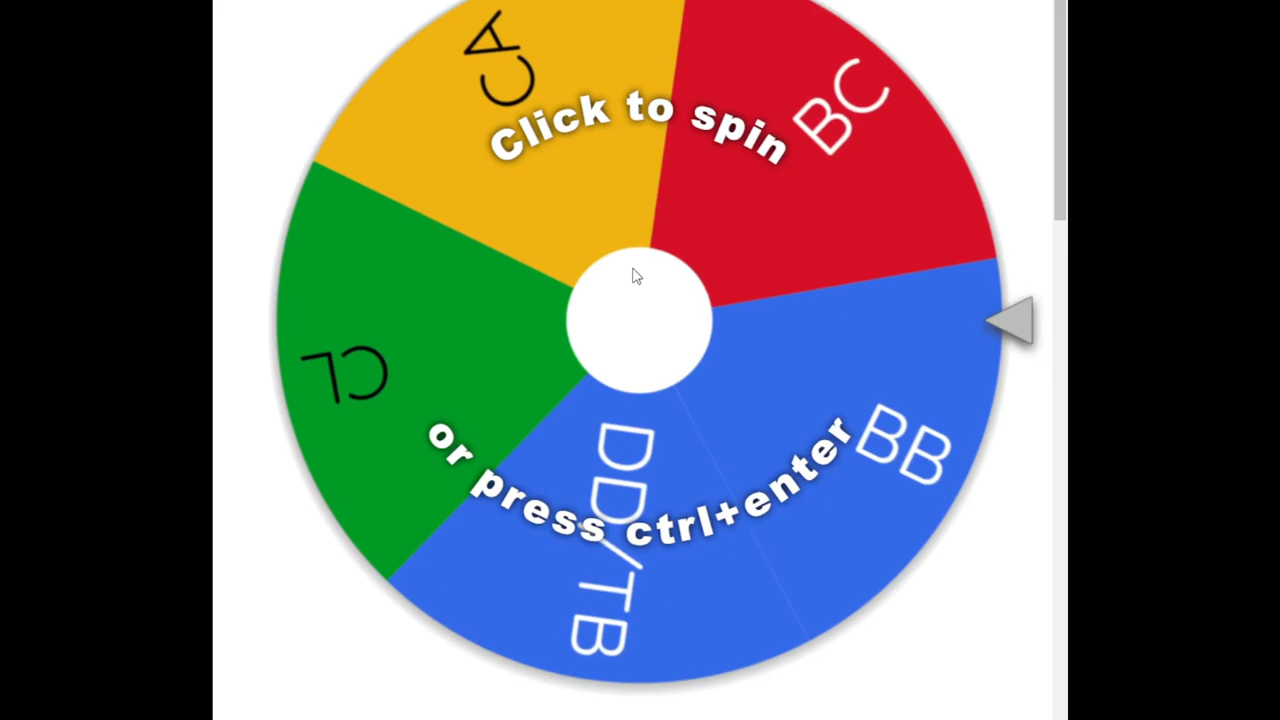 CA
BC
Click to spin
CL
BB
DD/TB
or press ctrl+enter